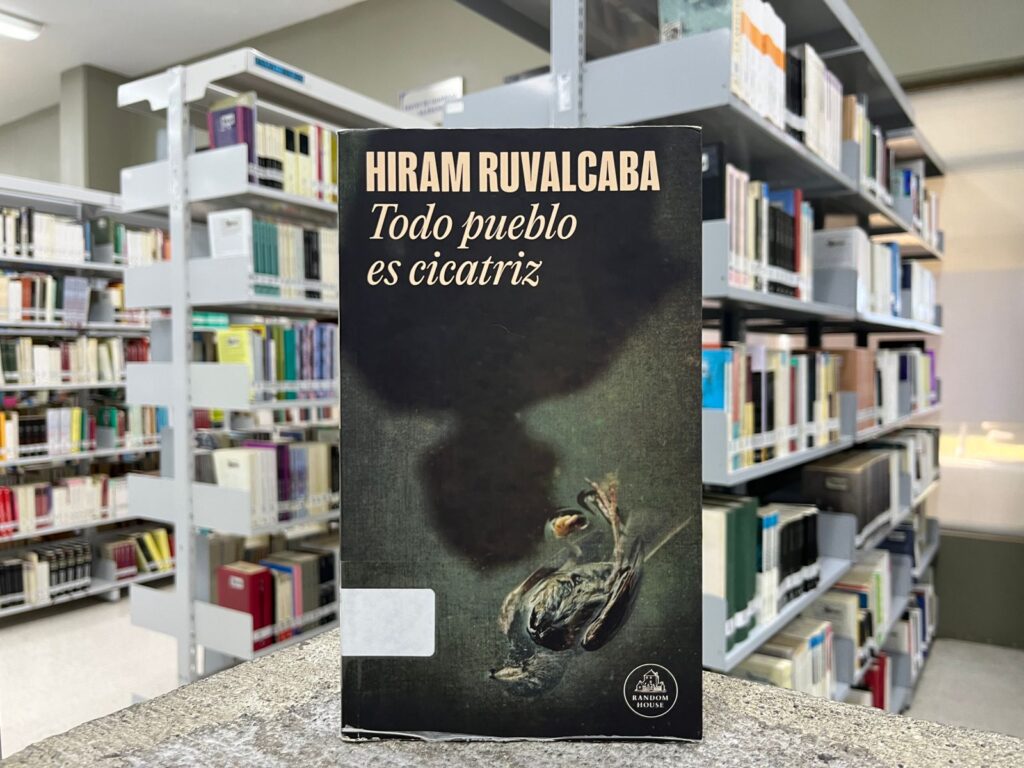 HIRAM RUVALCABA
Todo pueblo
es cicatriz
RANDOM
HOUSE